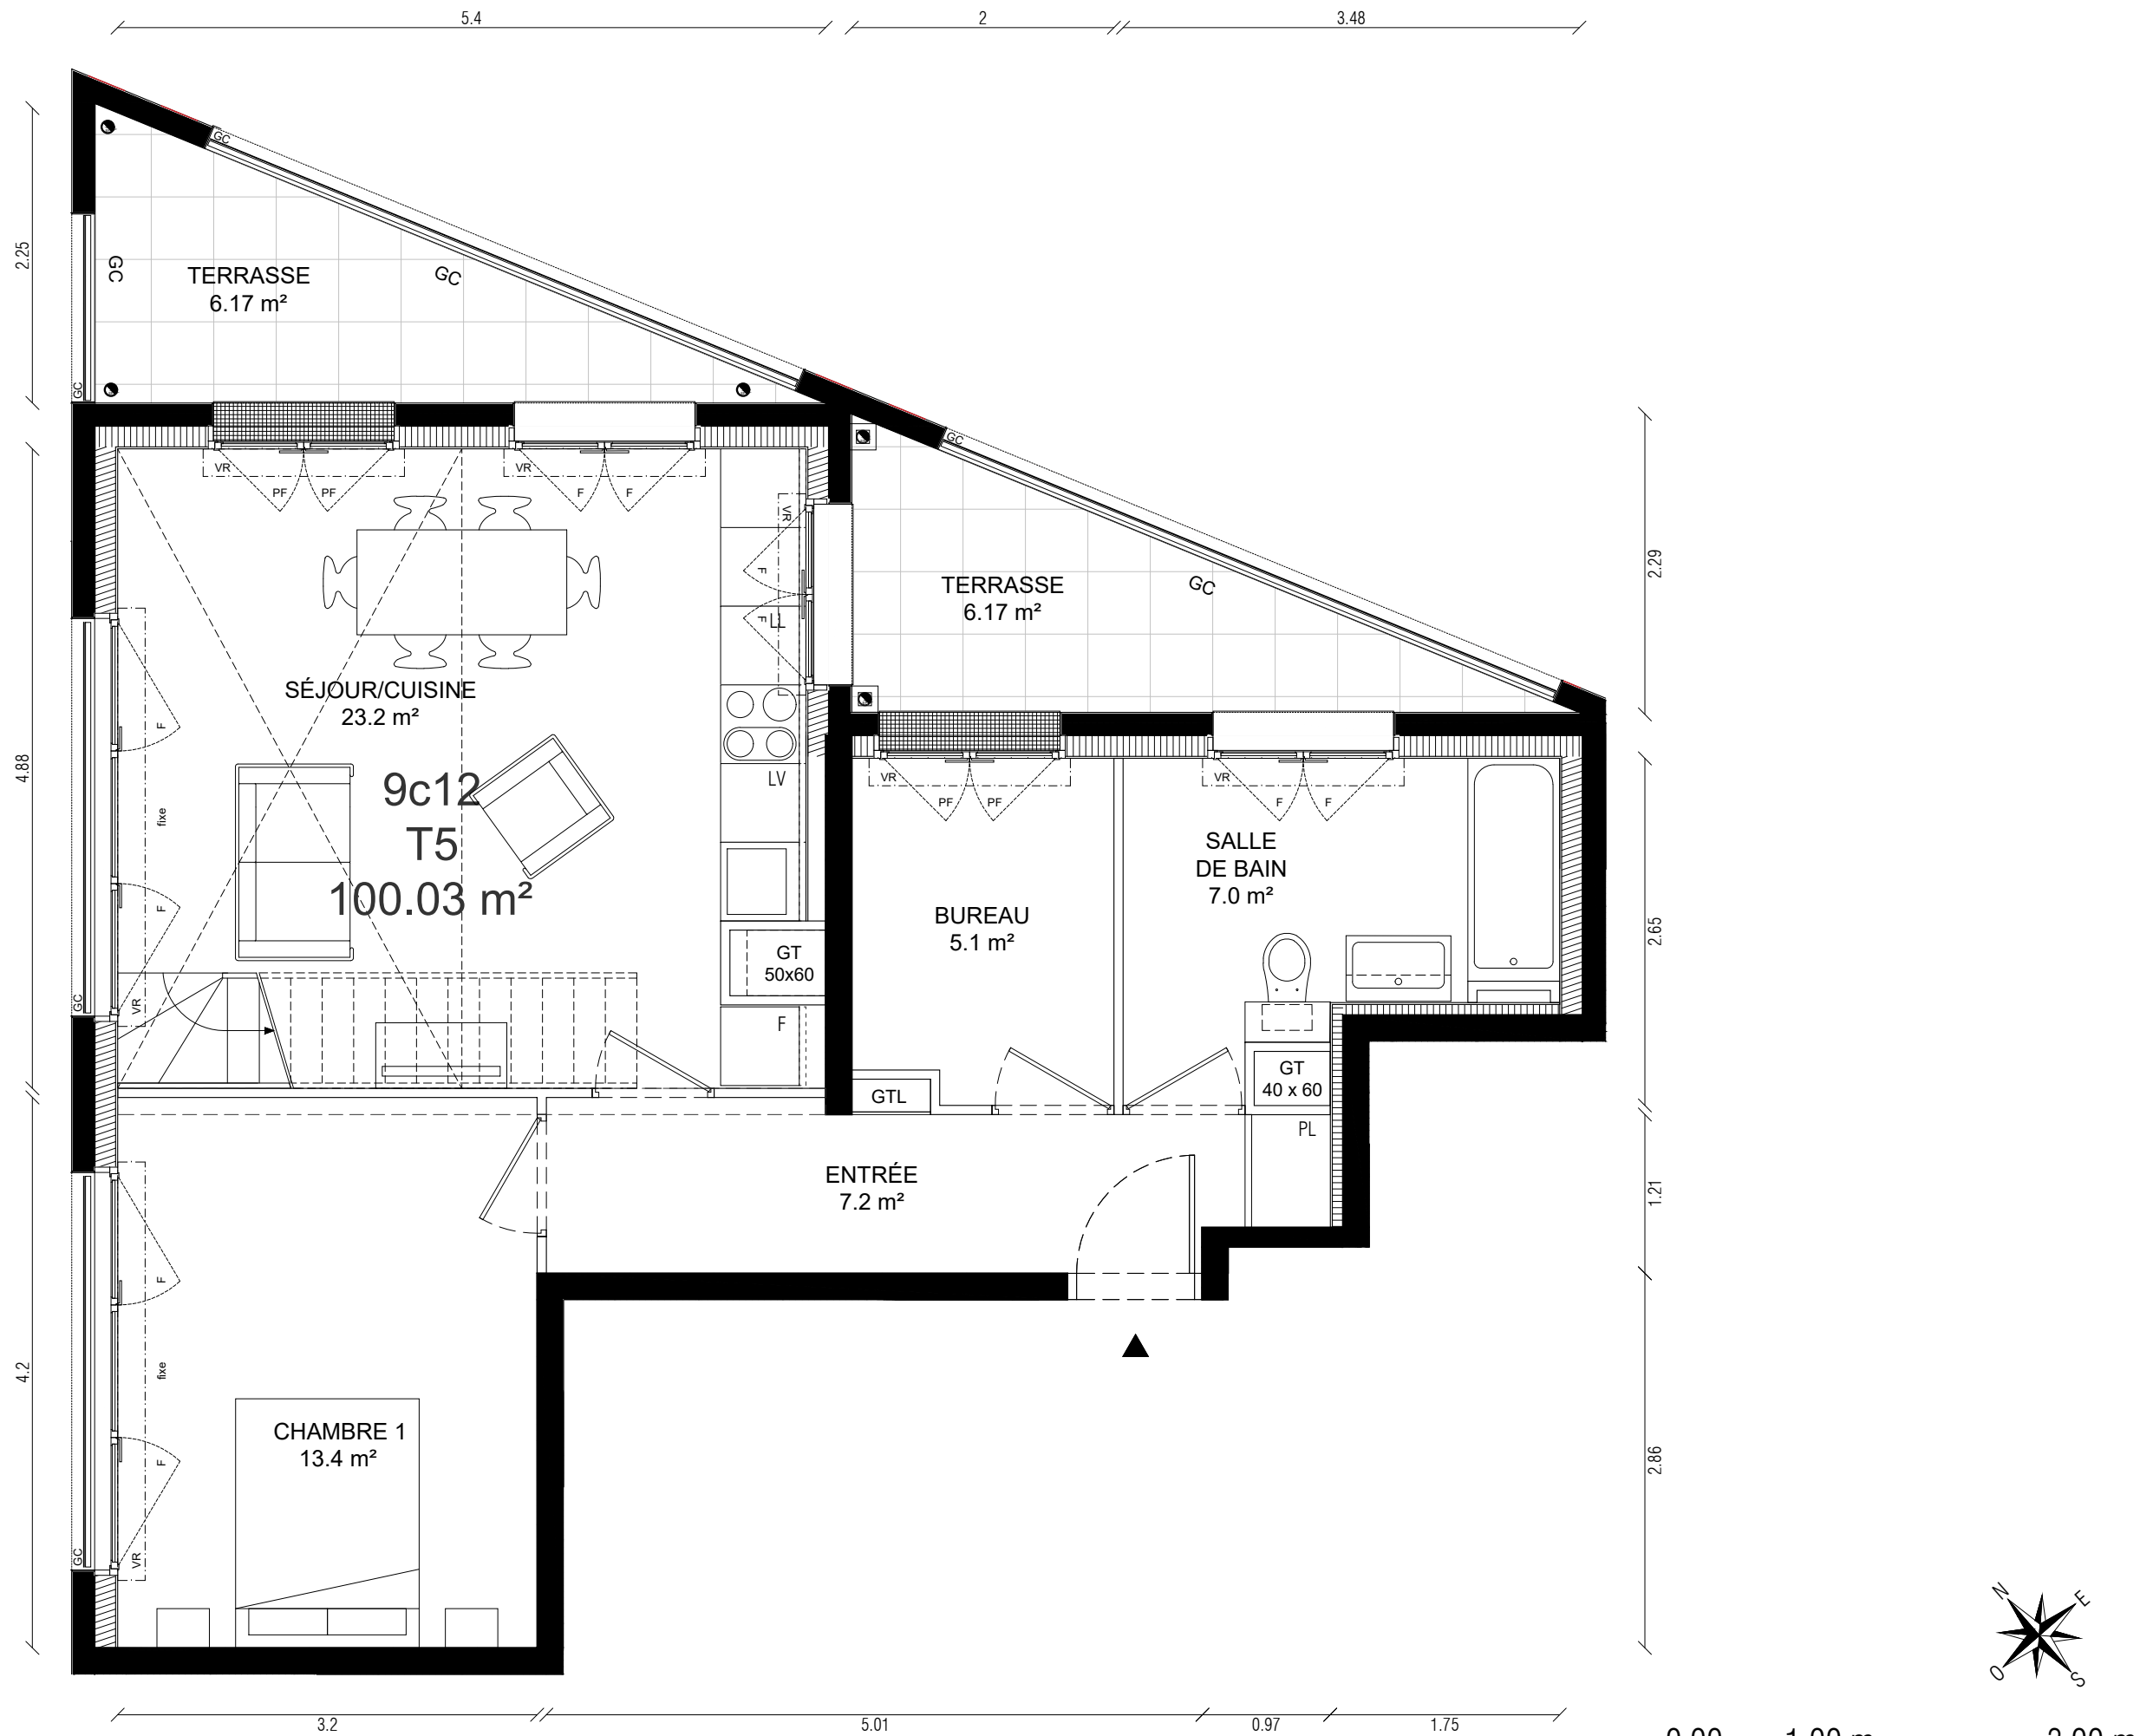 5.4
2
3.48
GC
2.25
GC
GC
TERRASSE
6.17 m²
GC
GC
VR
PF
PF
VR
F
F
VR
F
F
LL
TERRASSE
6.17 m²
GC
2.29
SÉJOUR/CUISINE
23.2 m²
F
4.88
9c12
T5
100.03 m²
fixe
F
LV
VR
PF
PF
VR
F
F
SALLE
DE BAIN
7.0 m²
BUREAU
5.1 m²
2.65
GT
50x60
F
GC
VR
GTL
GT
40 x 60
PL
ENTRÉE
7.2 m²
1.21
F
fixe
4.2
CHAMBRE 1
13.4 m²
F
2.86
GC
VR
N
E
O
S
3.2
5.01
0.97
1.75